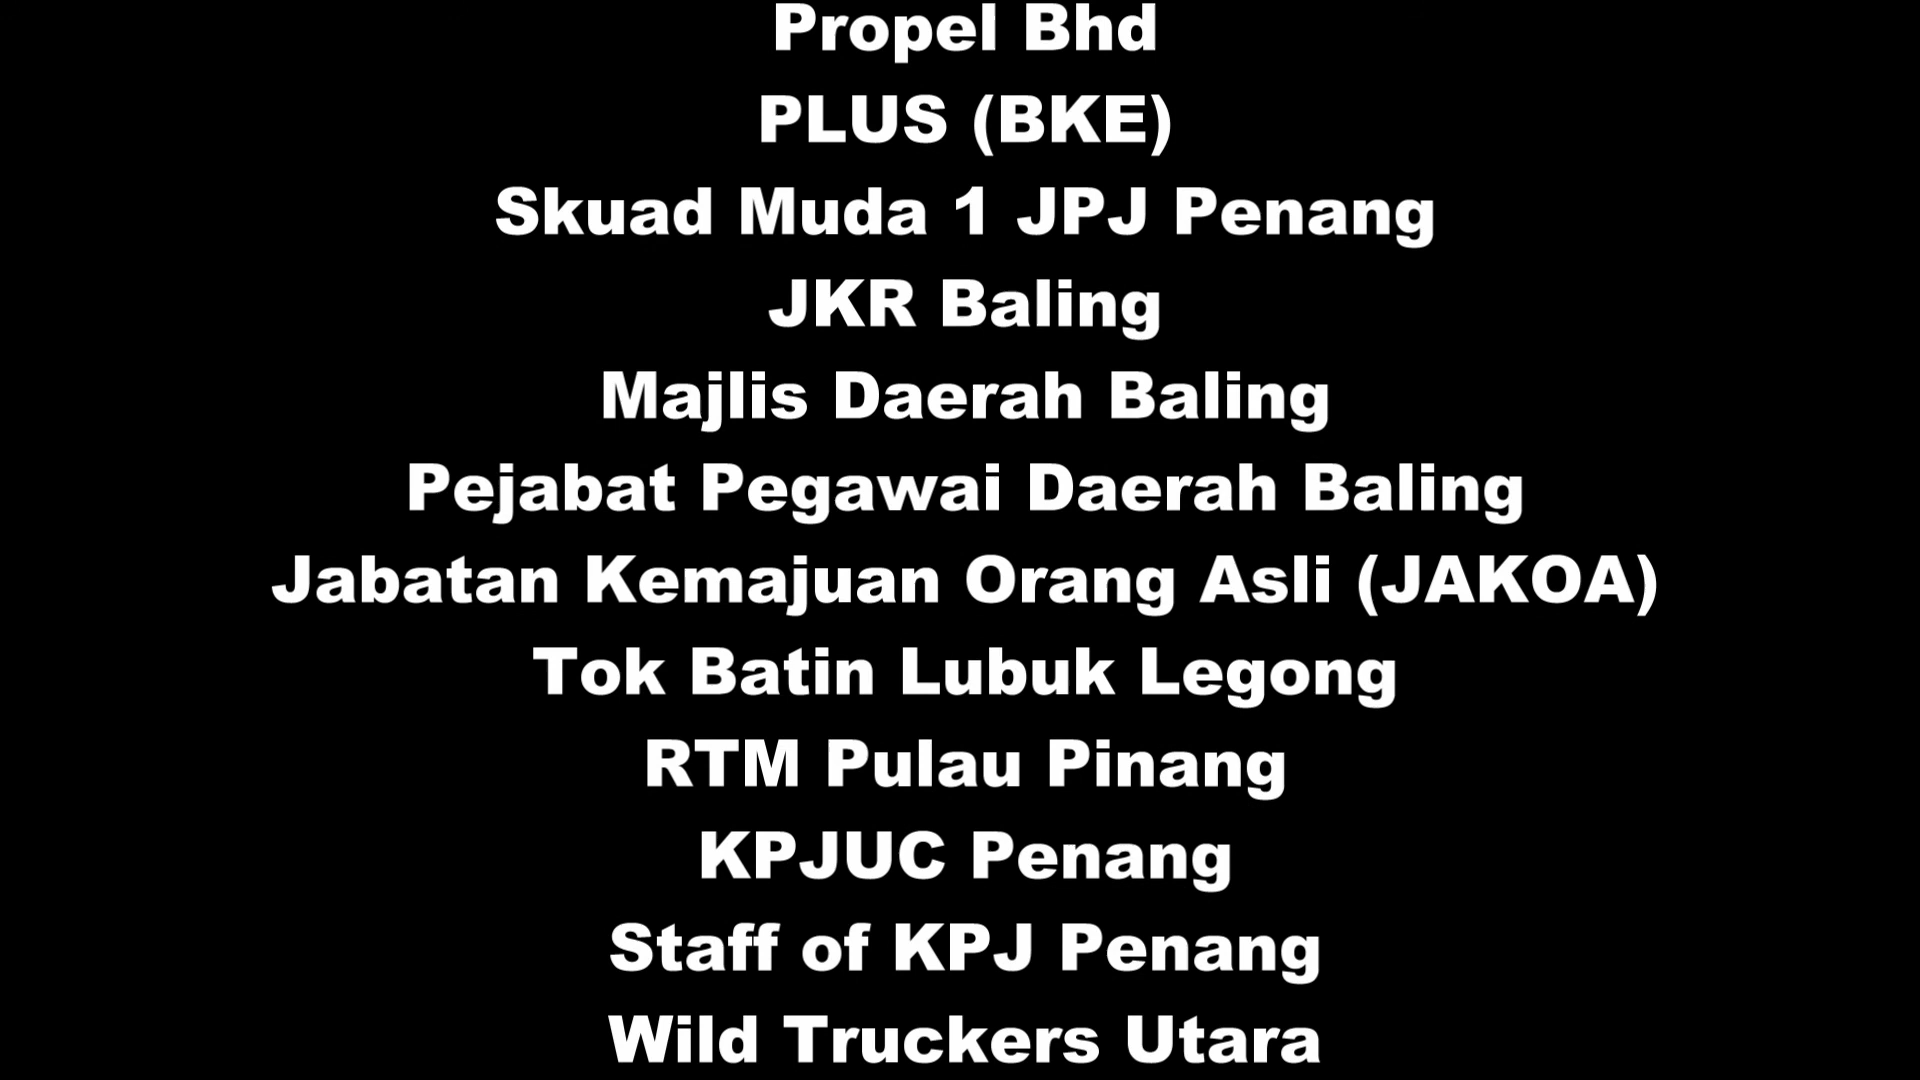 Propel Bhd
PLUS (BKE)
Skuad Muda 1 JPJ Penang
JKR Baling
Majlis Daerah Baling
Pejabat Pegawai Daerah Baling
Jabatan Kemajuan Orang Asli (JAKOA)
Tok Batin Lubuk Legong
RTM Pulau Pinang
KPJUC Penang
Staff of KPJ Penang
Wild Truckers Utara